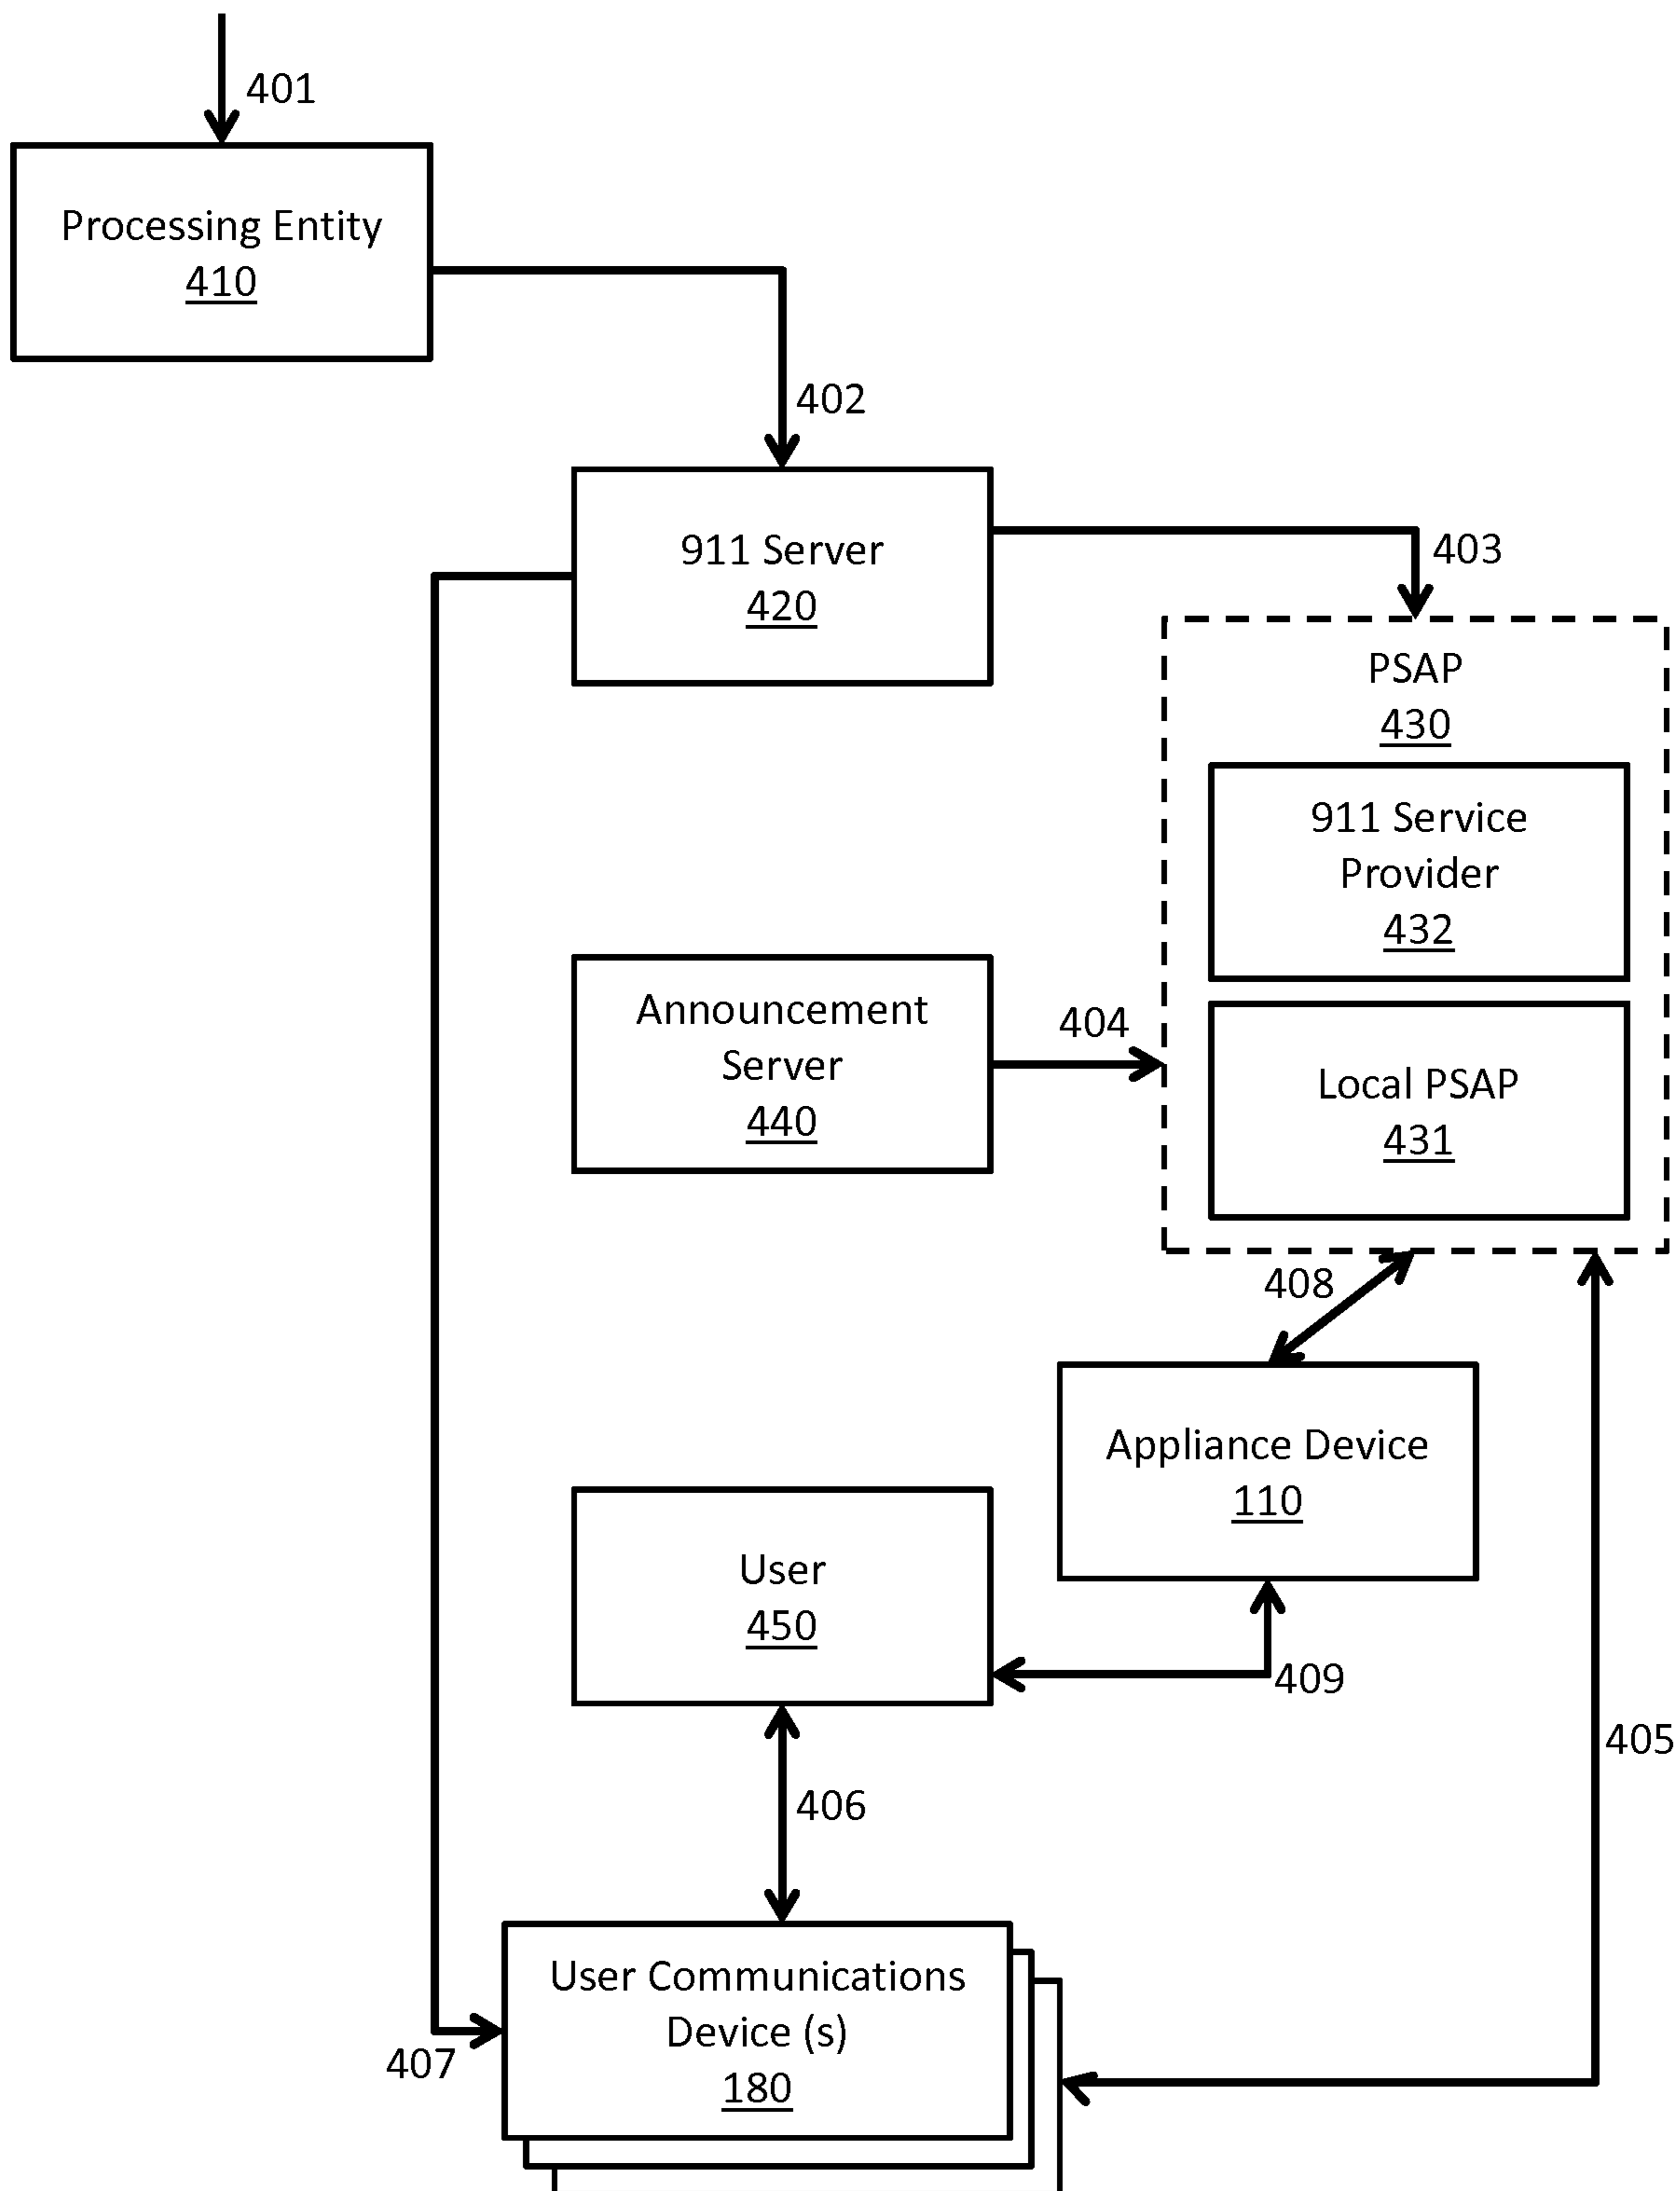 401
Processing Entity
410
402
911 Server
420
403
PSAP
430
911 Service
Provider
432
Announcement
Server
440
404
Local PSAP
431
408
Appliance Device
110
User
450
409
405
406
User Communications
Device (s)
180
407